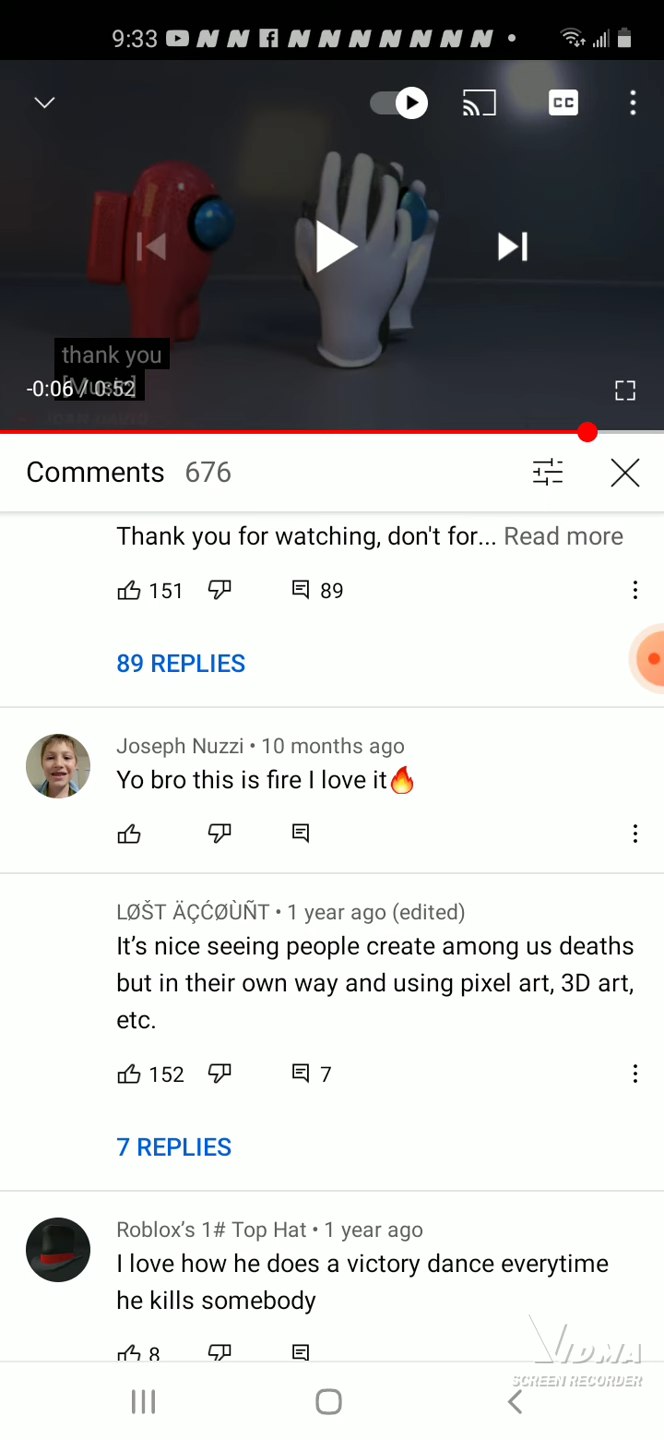 9:33
CC
thank you
[Music]
-0:06 / 0:52
Comments 676
Thank you for watching, don't for... Read more
151 89
89 REPLIES
Joseph Nuzzi • 10 months ago
Yo bro this is fire I love it🔥
LØŠT ÄÇĆØÙÑT • 1 year ago (edited)
It’s nice seeing people create among us deaths
but in their own way and using pixel art, 3D art,
etc.
152 7
7 REPLIES
Roblox’s 1# Top Hat • 1 year ago
I love how he does a victory dance everytime
he kills somebody
8
VIDMA
SCREEN RECORDER